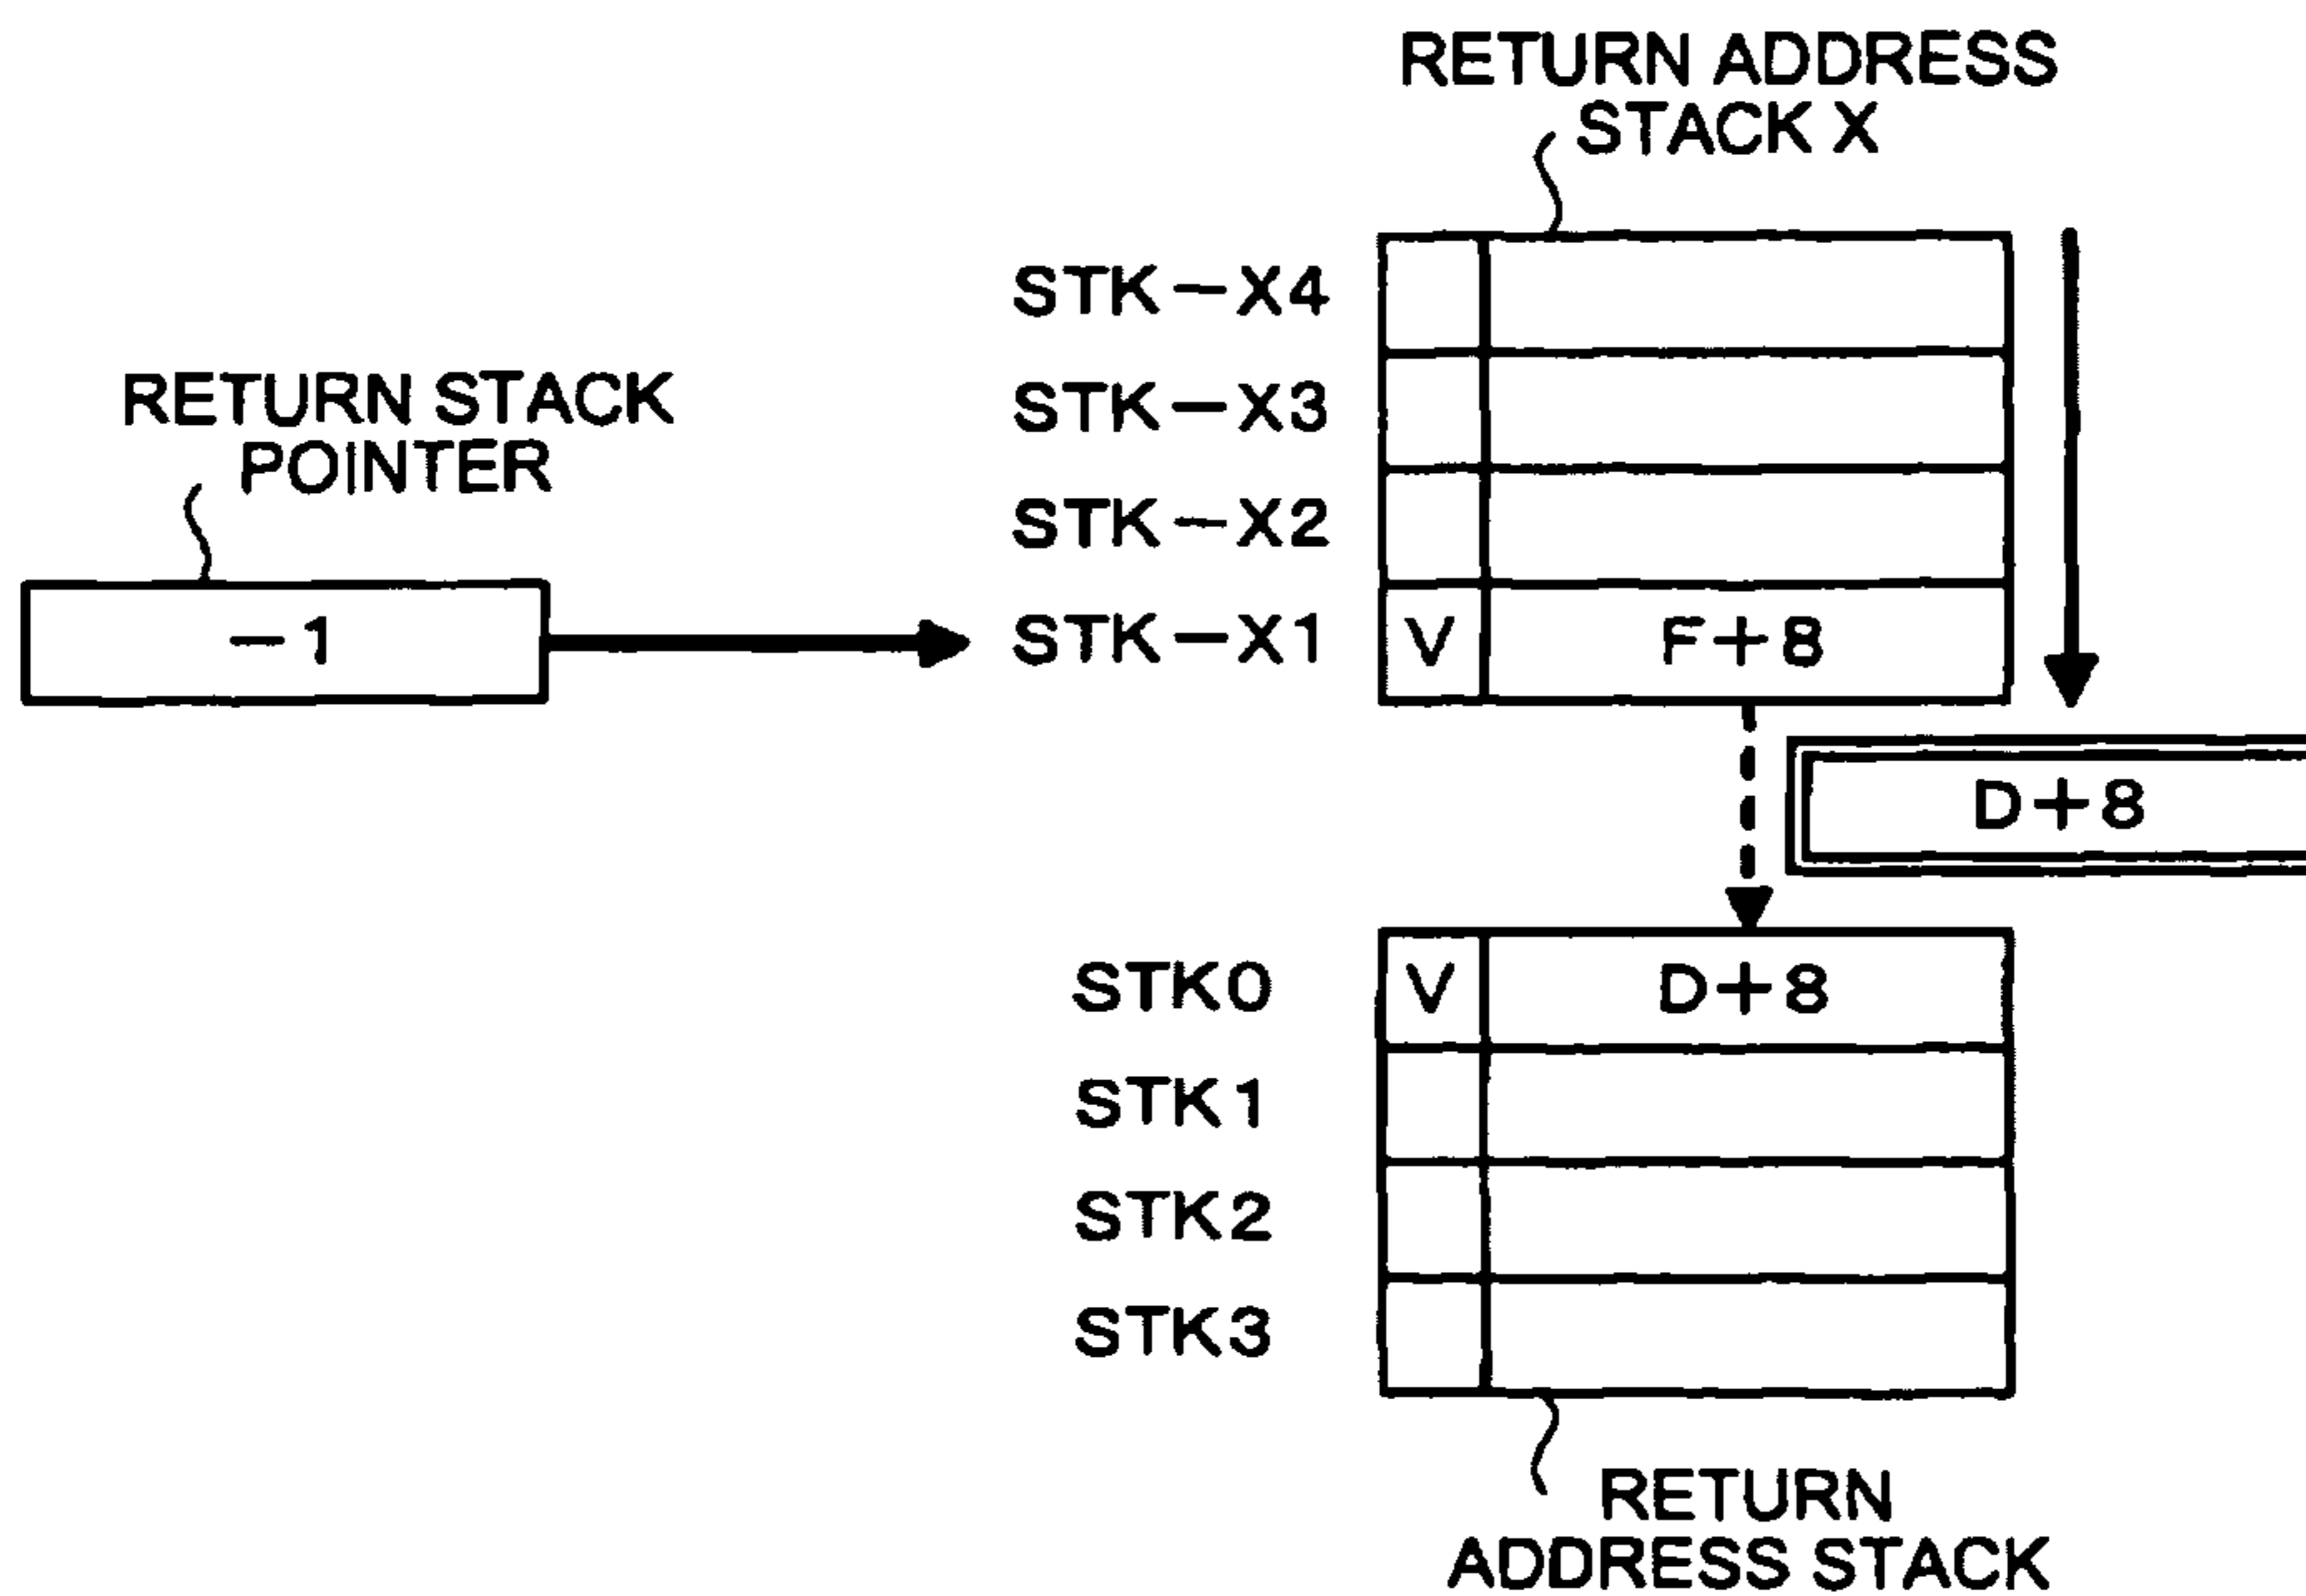 RETURN ADDRESS
STACK X
STK-X4
STK-X3
RETURN STACK
POINTER
STK-X2
-1
STK-X1 V F+8
D+8
STK0 V D+8
STK1
STK2
STK3
RETURN
ADDRESS STACK